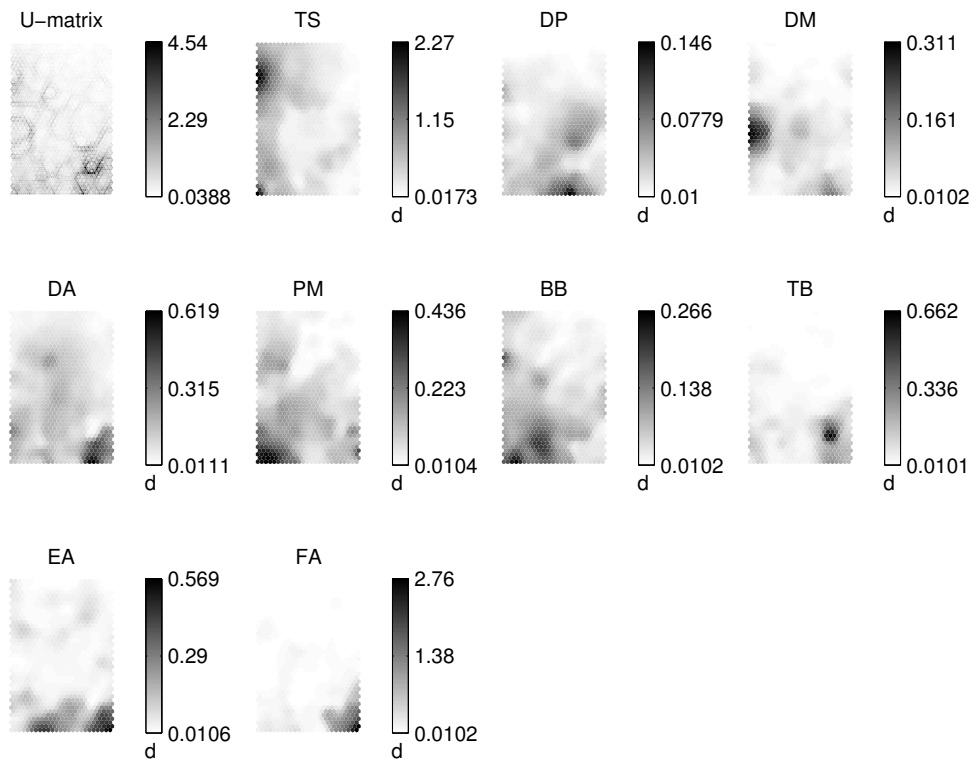 U−matrix
4.54
2.29
0.0388
TS
2.27
1.15
0.0173
d
DP
0.146
0.0779
0.01
d
DM
0.311
0.161
0.0102
d
DA
0.619
0.315
0.0111
d
PM
0.436
0.223
0.0104
d
BB
0.266
0.138
0.0102
d
TB
0.662
0.336
0.0101
d
EA
0.569
0.29
0.0106
d
FA
2.76
1.38
0.0102
d